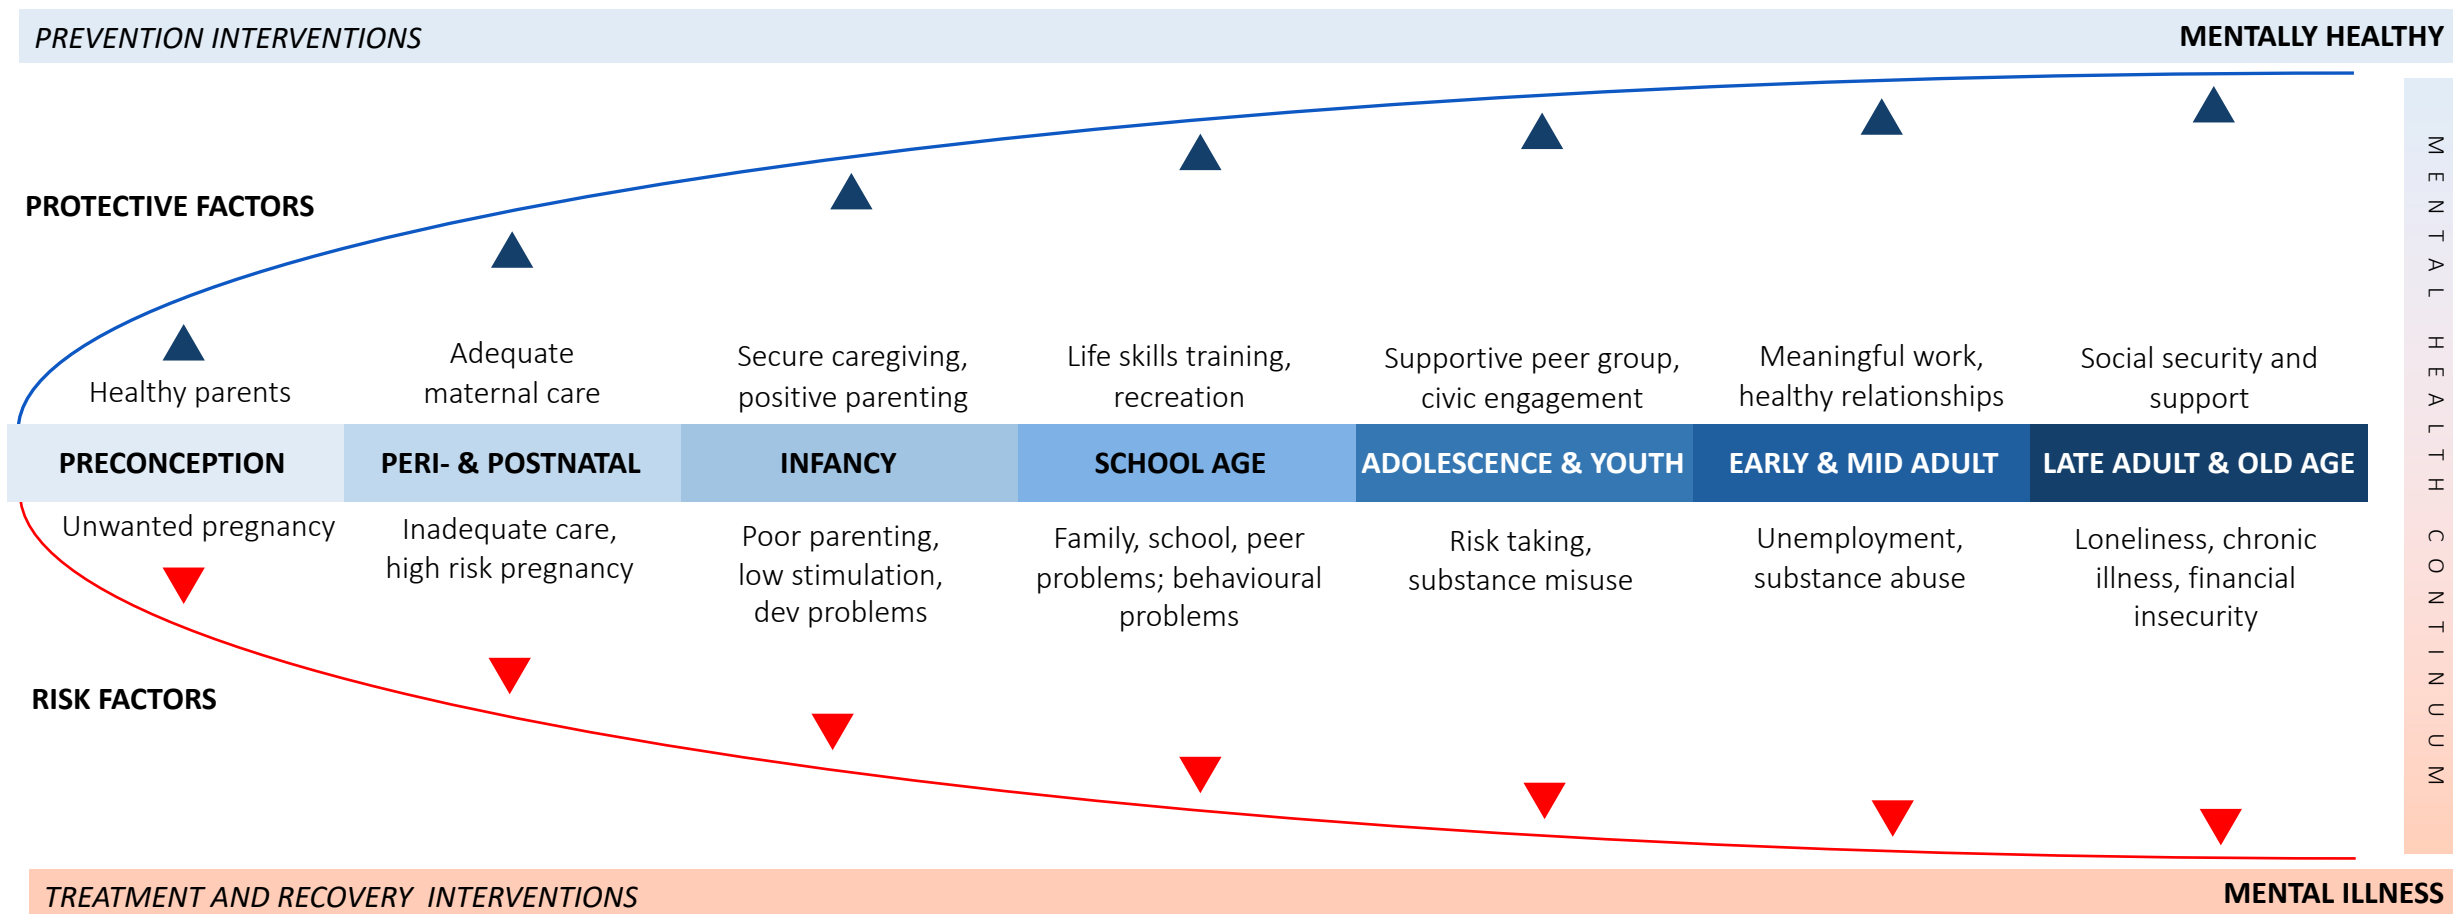 PREVENTION INTERVENTIONS
MENTALLY HEALTHY
PROTECTIVE FACTORS
Healthy parents
Adequate
maternal care
Secure caregiving,
positive parenting
Life skills training,
recreation
Supportive peer group,
civic engagement
Meaningful work,
healthy relationships
Social security and
support
PRECONCEPTION
PERI- & POSTNATAL
INFANCY
SCHOOL AGE
ADOLESCENCE & YOUTH
EARLY & MID ADULT
LATE ADULT & OLD AGE
Unwanted pregnancy
Inadequate care,
high risk pregnancy
Poor parenting,
low stimulation,
dev problems
Family, school, peer
problems; behavioural
problems
Risk taking,
substance misuse
Unemployment,
substance abuse
Loneliness, chronic
illness, financial
insecurity
RISK FACTORS
MENTAL HEALTH CONTINUUM
TREATMENT AND RECOVERY  INTERVENTIONS
MENTAL ILLNESS